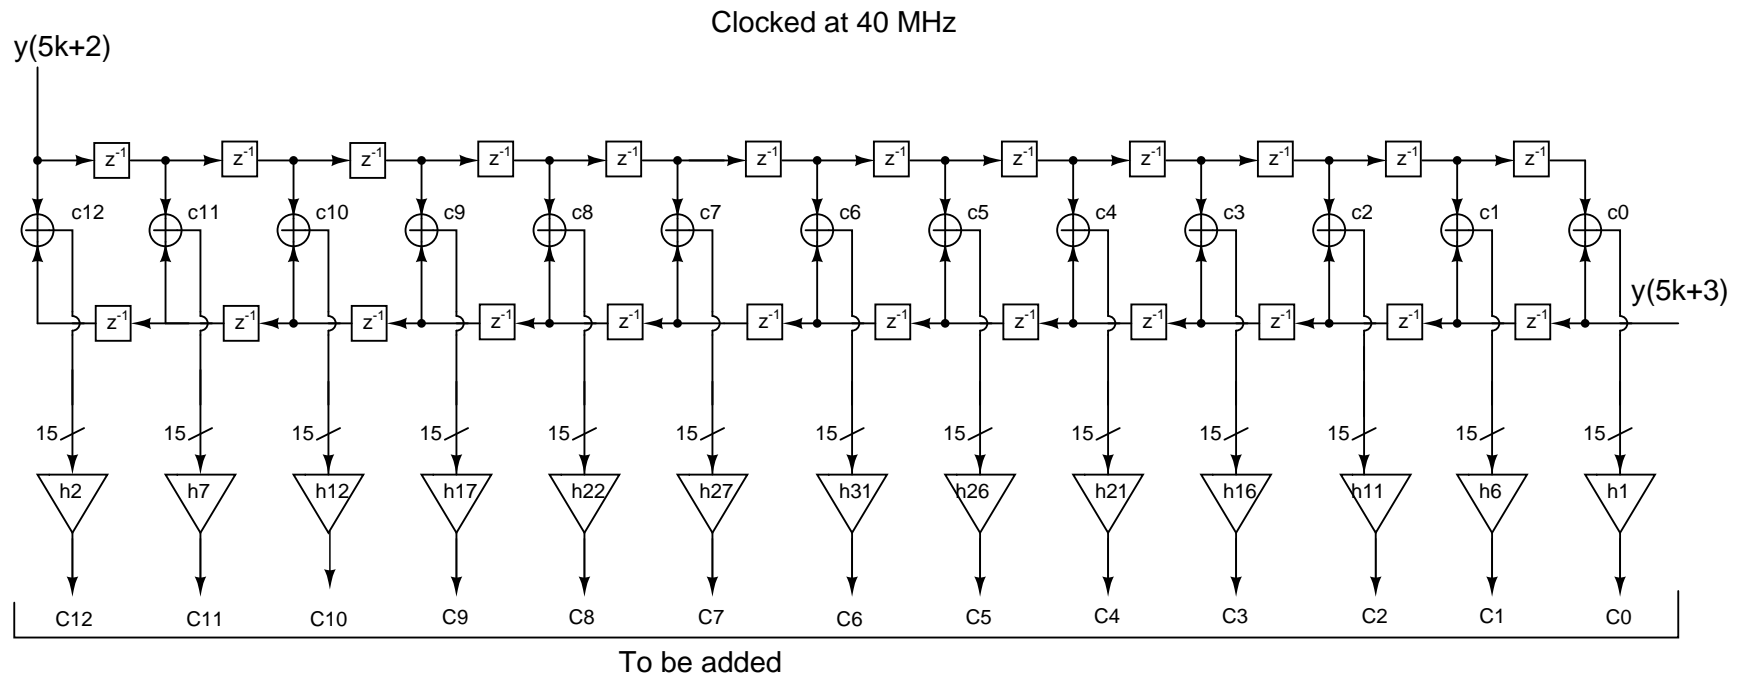 Clocked at 40 MHz
y(5k+2)
z-1 z-1 z-1 z-1 z-1 z-1 z-1 z-1 z-1 z-1 z-1 z-1
c12 c11 c10 c9 c8 c7 c6 c5 c4 c3 c2 c1 c0
y(5k+3)
z-1 z-1 z-1 z-1 z-1 z-1 z-1 z-1 z-1 z-1 z-1 z-1
15 15 15 15 15 15 15 15 15 15 15 15 15
h2 h7 h12 h17 h22 h27 h31 h26 h21 h16 h11 h6 h1
C12 C11 C10 C9 C8 C7 C6 C5 C4 C3 C2 C1 C0
To be added